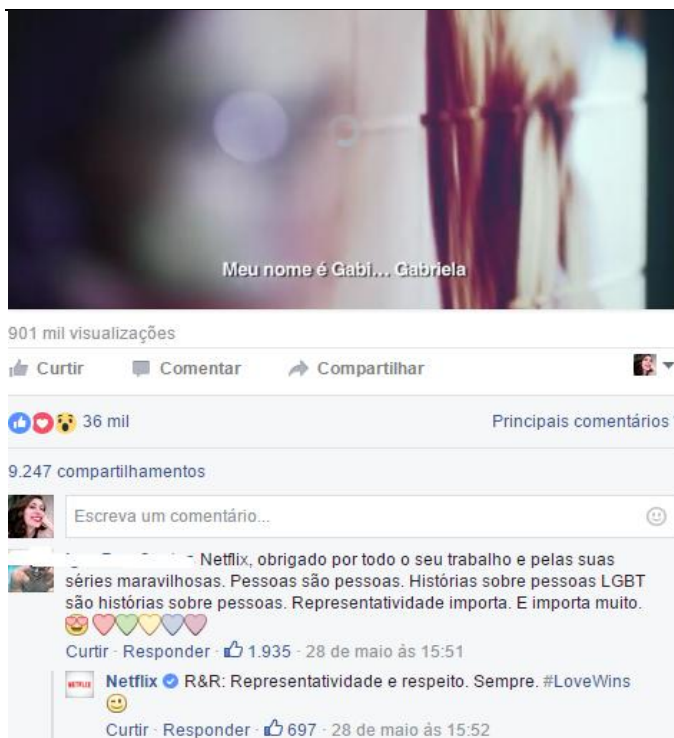 Meu nome é Gabi... Gabriela
901 mil visualizações
Curtir Comentar Compartilhar
36 mil Principais comentários
9.247 compartilhamentos
Escreva um comentário...
Netflix, obrigado por todo o seu trabalho e pelas suas
séries maravilhosas. Pessoas são pessoas. Histórias sobre pessoas LGBT
são histórias sobre pessoas. Representatividade importa. E importa muito.
Curtir · Responder · 1.935 · 28 de maio às 15:51
NETFLIX Netflix R&R: Representatividade e respeito. Sempre. #LoveWins
Curtir · Responder · 697 · 28 de maio às 15:52